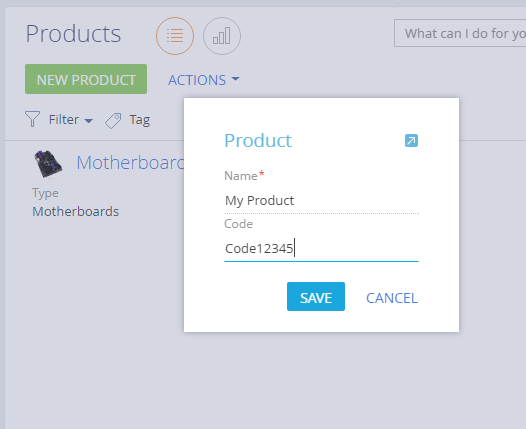 Products
What can I do for yo
NEW PRODUCT
ACTIONS
Filter
Tag
Motherboard
Type
Motherboards
Product
Name*
My Product
Code
Code12345
SAVE
CANCEL